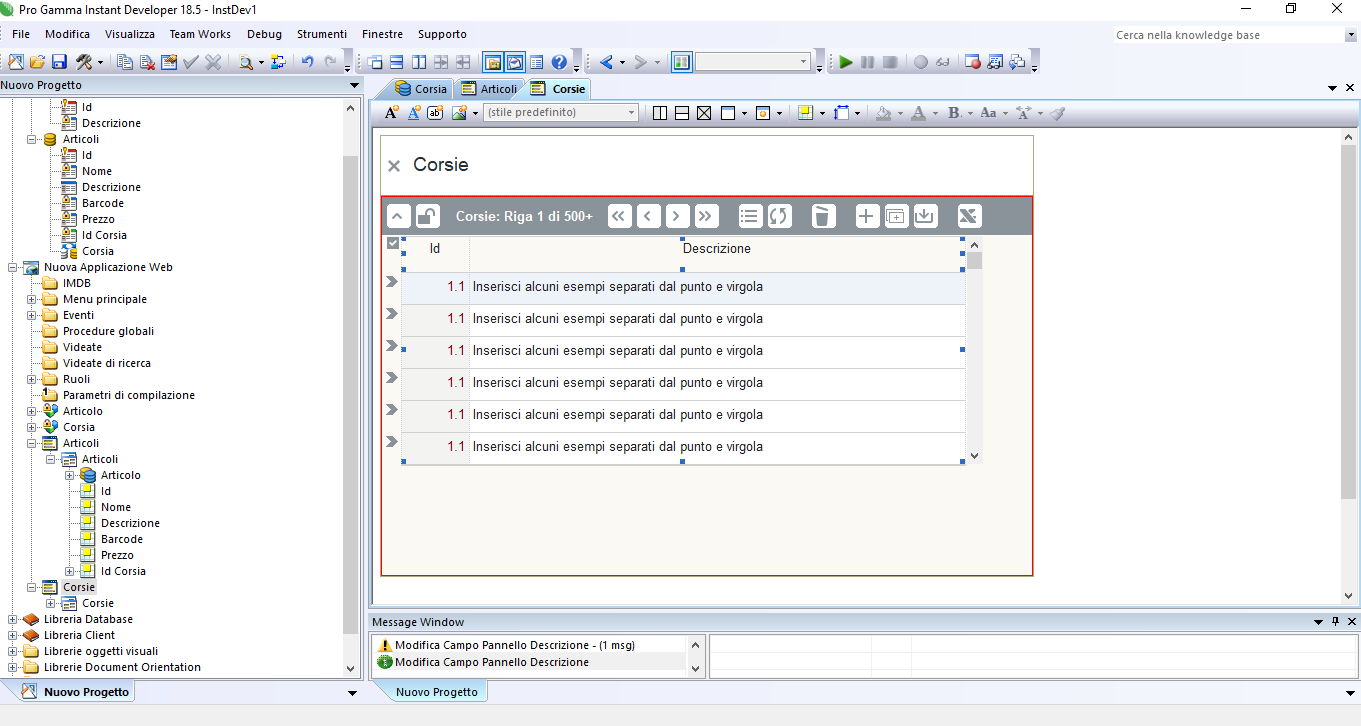 Pro Gamma Instant Developer 18.5 - InstDev1
File Modifica Visualizza Team Works Debug Strumenti Finestre Supporto
Cerca nella knowledge base
Nuovo Progetto
Id
Descrizione
Articoli
Id
Nome
Descrizione
Barcode
Prezzo
Id Corsia
Corsia
Nuova Applicazione Web
IMDB
Menu principale
Eventi
Procedure globali
Videate
Videate di ricerca
Ruoli
Parametri di compilazione
Articolo
Corsia
Articoli
Articoli
Articolo
Id
Nome
Descrizione
Barcode
Prezzo
Id Corsia
Corsie
Corsie
Libreria Database
Libreria Client
Librerie oggetti visuali
Librerie Document Orientation
Nuovo Progetto
Corsia Articoli Corsie
A A ab (stile predefinito) A B. Aa A
Corsie
Corsie: Riga 1 di 500+
Id Descrizione
1.1 Inserisci alcuni esempi separati dal punto e virgola
1.1 Inserisci alcuni esempi separati dal punto e virgola
1.1 Inserisci alcuni esempi separati dal punto e virgola
1.1 Inserisci alcuni esempi separati dal punto e virgola
1.1 Inserisci alcuni esempi separati dal punto e virgola
1.1 Inserisci alcuni esempi separati dal punto e virgola
Message Window
Modifica Campo Pannello Descrizione - (1 msg)
Modifica Campo Pannello Descrizione
Nuovo Progetto